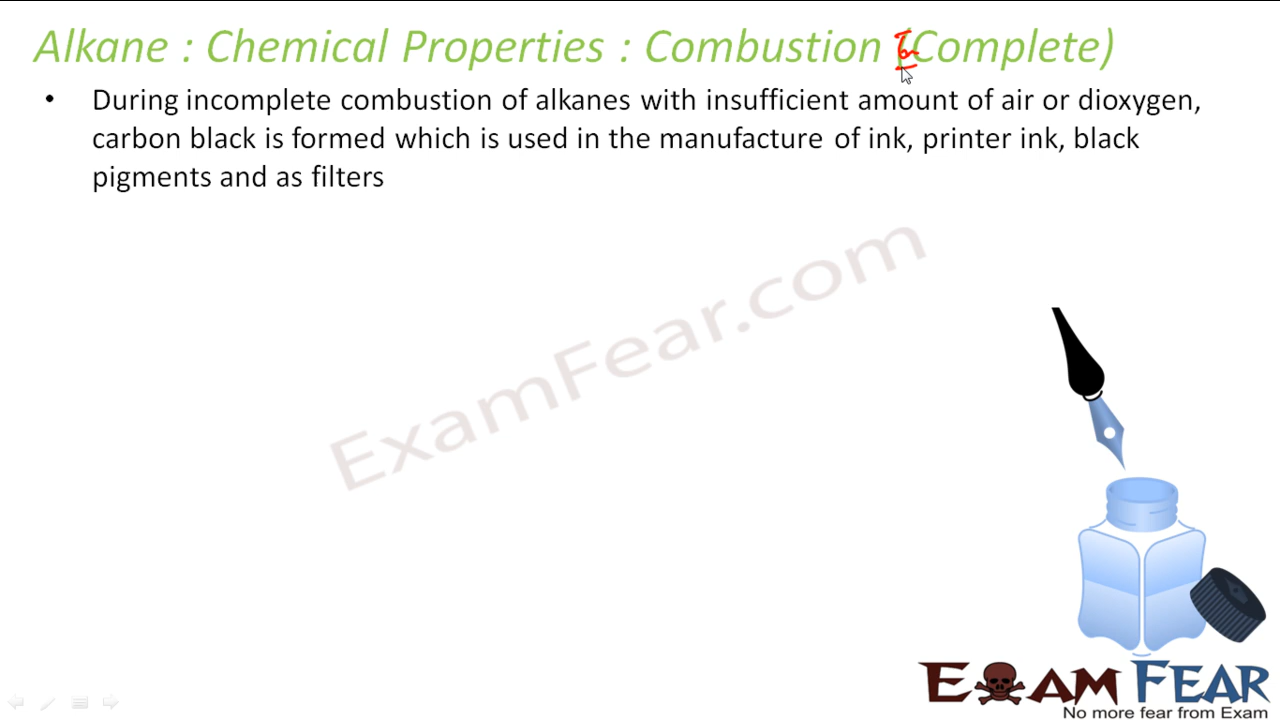 Alkane : Chemical Properties : Combustion (Complete)
• During incomplete combustion of alkanes with insufficient amount of air or dioxygen,
carbon black is formed which is used in the manufacture of ink, printer ink, black
pigments and as filters
ExamFear.com
EXAM FEAR
No more fear from Exam